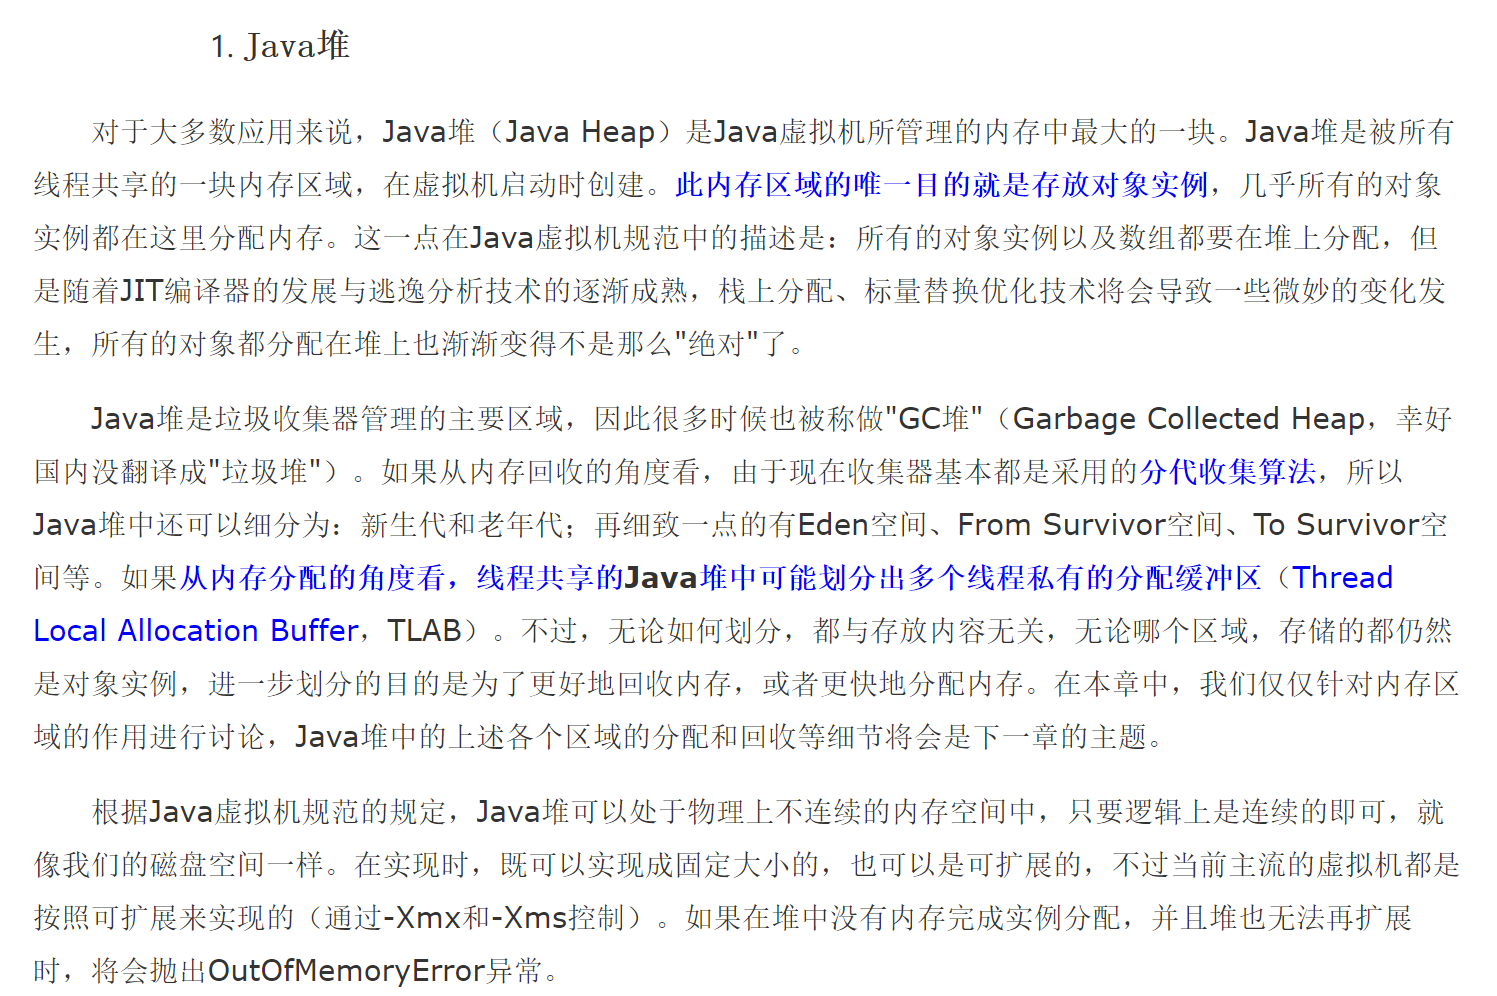 1. Java堆
对于大多数应用来说，Java堆（Java Heap）是Java虚拟机所管理的内存中最大的一块。Java堆是被所有
线程共享的一块内存区域，在虚拟机启动时创建。此内存区域的唯一目的就是存放对象实例，几乎所有的对象
实例都在这里分配内存。这一点在Java虚拟机规范中的描述是：所有的对象实例以及数组都要在堆上分配，但
是随着JIT编译器的发展与逃逸分析技术的逐渐成熟，栈上分配、标量替换优化技术将会导致一些微妙的变化发
生，所有的对象都分配在堆上也渐渐变得不是那么"绝对"了。
Java堆是垃圾收集器管理的主要区域，因此很多时候也被称做"GC堆"（Garbage Collected Heap，幸好
国内没翻译成"垃圾堆"）。如果从内存回收的角度看，由于现在收集器基本都是采用的分代收集算法，所以
Java堆中还可以细分为：新生代和老年代；再细致一点的有Eden空间、From Survivor空间、To Survivor空
间等。如果从内存分配的角度看，线程共享的Java堆中可能划分出多个线程私有的分配缓冲区（Thread
Local Allocation Buffer，TLAB）。不过，无论如何划分，都与存放内容无关，无论哪个区域，存储的都仍然
是对象实例，进一步划分的目的是为了更好地回收内存，或者更快地分配内存。在本章中，我们仅仅针对内存区
域的作用进行讨论，Java堆中的上述各个区域的分配和回收等细节将会是下一章的主题。
根据Java虚拟机规范的规定，Java堆可以处于物理上不连续的内存空间中，只要逻辑上是连续的即可，就
像我们的磁盘空间一样。在实现时，既可以实现成固定大小的，也可以是可扩展的，不过当前主流的虚拟机都是
按照可扩展来实现的（通过-Xmx和-Xms控制）。如果在堆中没有内存完成实例分配，并且堆也无法再扩展
时，将会抛出OutOfMemoryError异常。